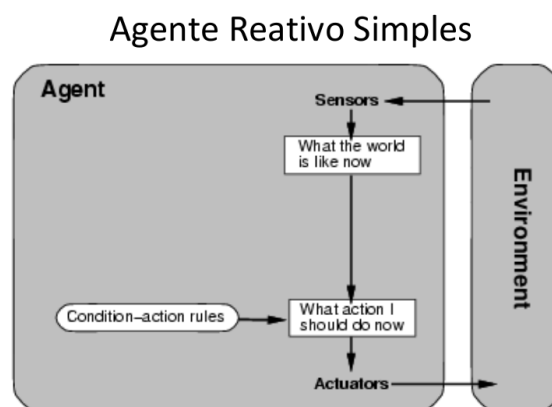 Agente Reativo Simples
Agent
Sensors
What the world
is like now
Environment
Condition–action rules
What action I
should do now
Actuators